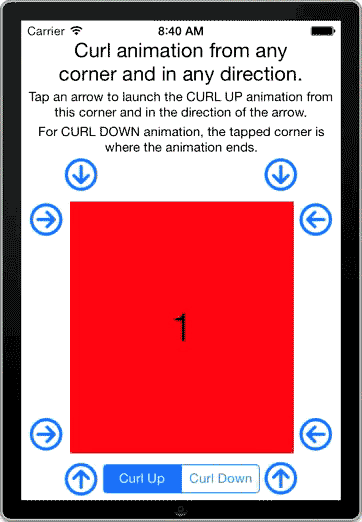 Carrier 8:40 AM
Curl animation from any
corner and in any direction.
Tap an arrow to launch the CURL UP animation from
this corner and in the direction of the arrow.
For CURL DOWN animation, the tapped corner is
where the animation ends.
1
Curl Up Curl Down